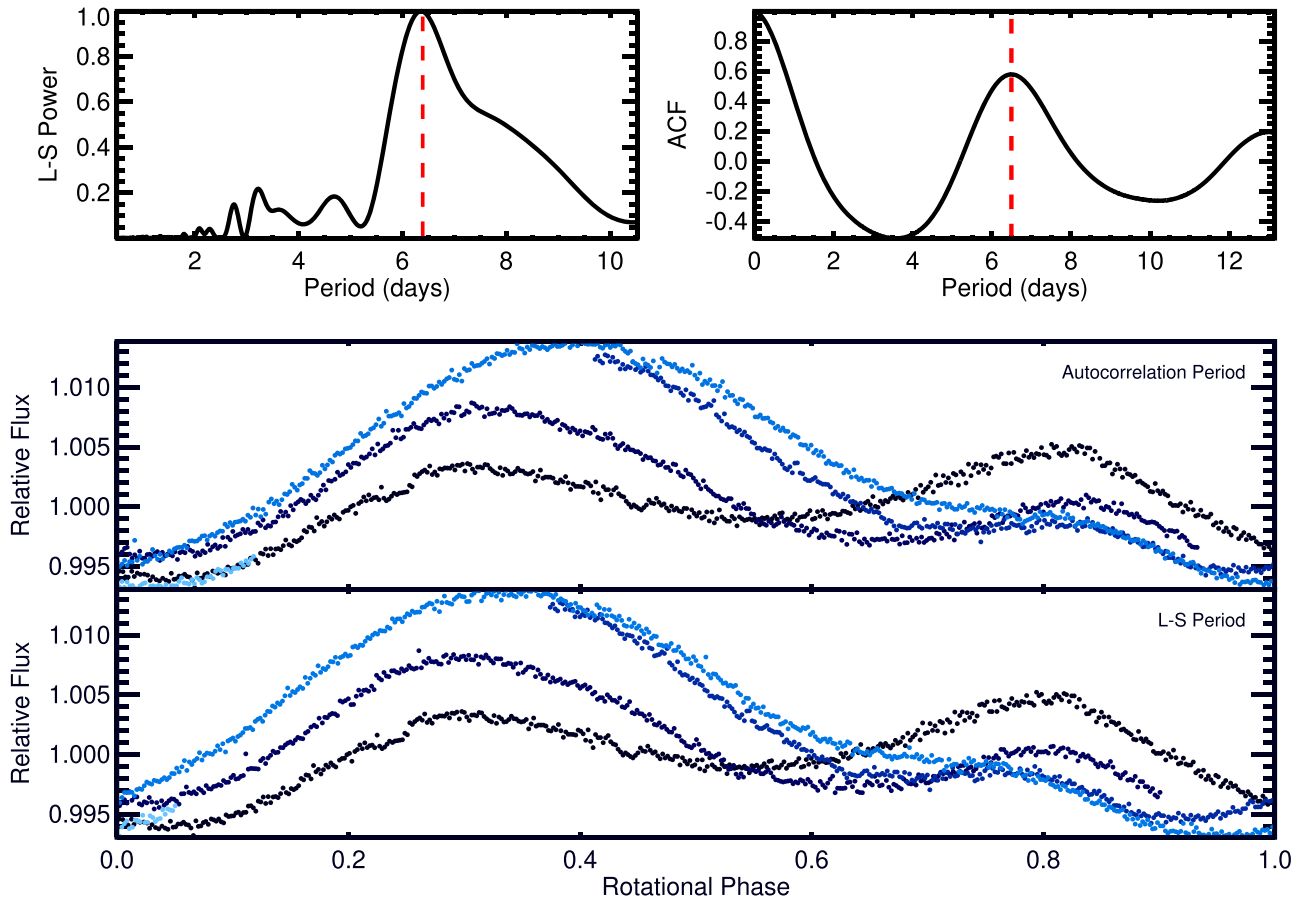 L-S Power
1.0
0.8
0.6
0.4
0.2
2 4 6 8 10
Period (days)
ACF
0.8
0.6
0.4
0.2
0.0
-0.2
-0.4
0 2 4 6 8 10 12
Period (days)
Relative Flux
1.010
1.005
1.000
0.995
Autocorrelation Period
Relative Flux
1.010
1.005
1.000
0.995
L-S Period
0.0 0.2 0.4 0.6 0.8 1.0
Rotational Phase